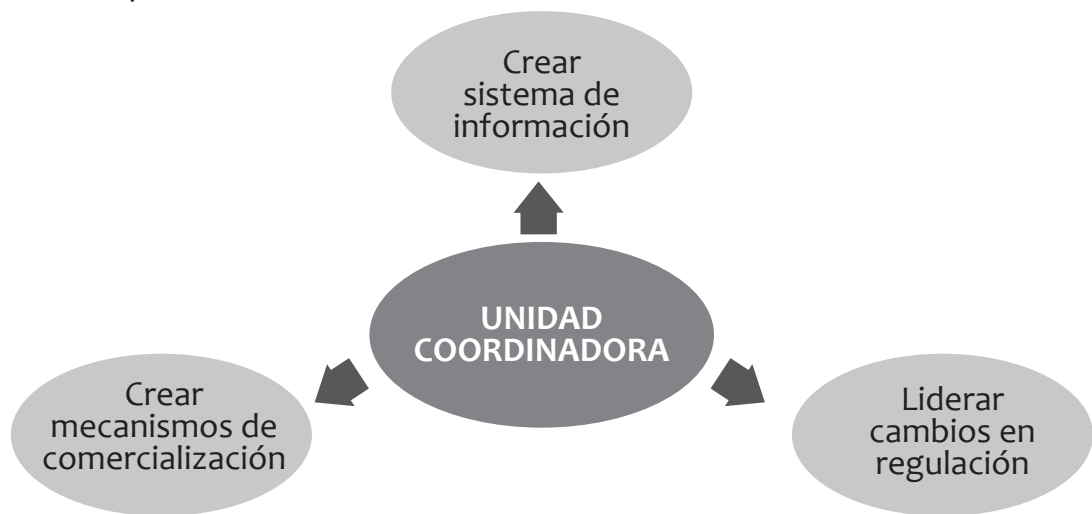 Crear
sistema de
información
UNIDAD
COORDINADORA
Crear
mecanismos de
comercialización
Liderar
cambios en
regulación